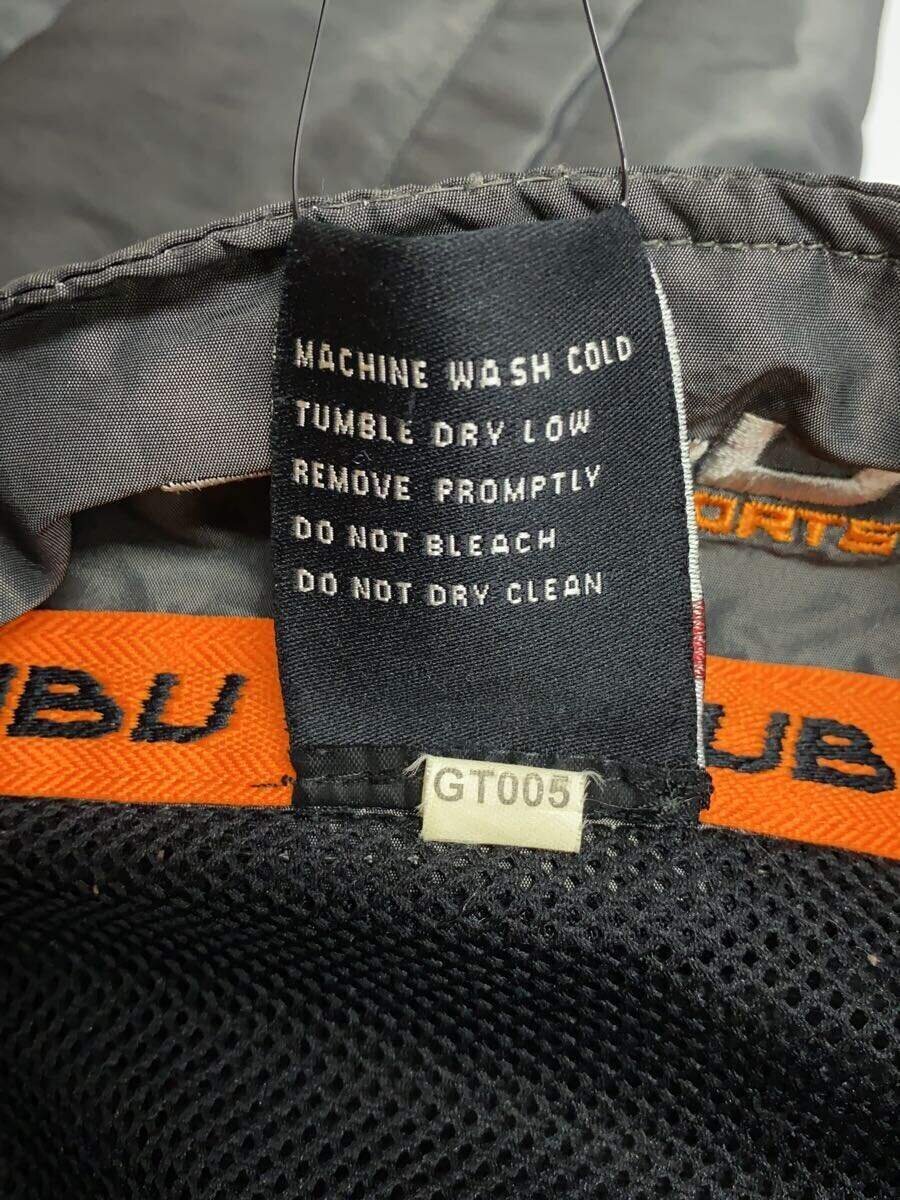 MACHINE WASH COLD
TUMBLE DRY LOW
REMOVE PROMPTLY
DO NOT BLEACH
DO NOT DRY CLEAN
GT005